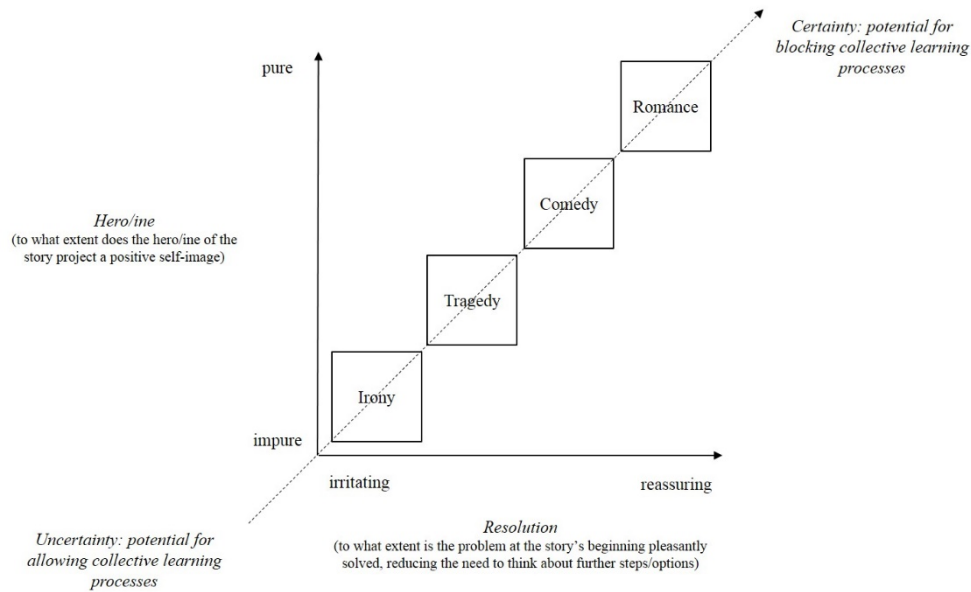 Certainty: potential for
blocking collective learning
processes
pure
Romance
Comedy
Hero/ine
(to what extent does the hero/ine of the
story project a positive self-image)
Tragedy
Irony
impure
irritating
reassuring
Resolution
(to what extent is the problem at the story’s beginning pleasantly
solved, reducing the need to think about further steps/options)
Uncertainty: potential for
allowing collective learning
processes